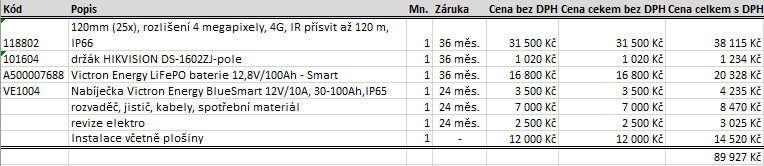 Kód Popis Mn. Záruka Cena bez DPH Cena cekem bez DPH Cena celkem s DPH
120mm (25x), rozlišení 4 megapixely, 4G, IR přísvit až 120 m,
118802 IP66 1 36 měs. 31 500 Kč 31 500 Kč 38 115 Kč
101604 držák HIKVISION DS-1602ZJ-pole 1 36 měs. 1 020 Kč 1 020 Kč 1 234 Kč
A500007688 Victron Energy LiFePO baterie 12,8V/100Ah - Smart 1 36 měs. 16 800 Kč 16 800 Kč 20 328 Kč
VE1004 Nabíječka Victron Energy BlueSmart 12V/10A, 30-100Ah,IP65 1 24 měs. 3 500 Kč 3 500 Kč 4 235 Kč
rozvaděč, jistič, kabely, spotřební materiál 1 24 měs. 7 000 Kč 7 000 Kč 8 470 Kč
revize elektro 1 24 měs. 2 500 Kč 2 500 Kč 3 025 Kč
Instalace včetně plošiny 1 - 12 000 Kč 12 000 Kč 14 520 Kč
89 927 Kč